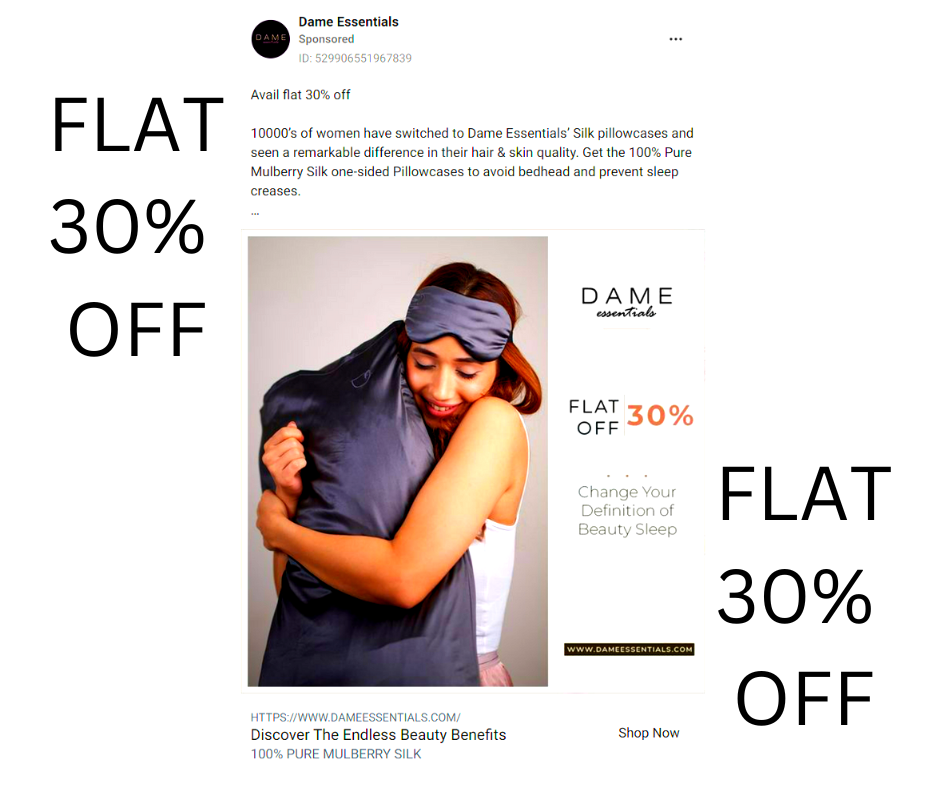 FLAT
30%
OFF
DAME
Dame Essentials
Sponsored
ID: 529906551967839
Avail flat 30% off
10000's of women have switched to Dame Essentials' Silk pillowcases and
seen a remarkable difference in their hair & skin quality. Get the 100% Pure
Mulberry Silk one-sided Pillowcases to avoid bedhead and prevent sleep
creases.
...
DAME
essentials
FLAT 30%
OFF
Change Your
Definition of
Beauty Sleep
WWW.DAMEESSENTIALS.COM
HTTPS://WWW.DAMEESSENTIALS.COM/
Discover The Endless Beauty Benefits
100% PURE MULBERRY SILK
Shop Now
FLAT
30%
OFF